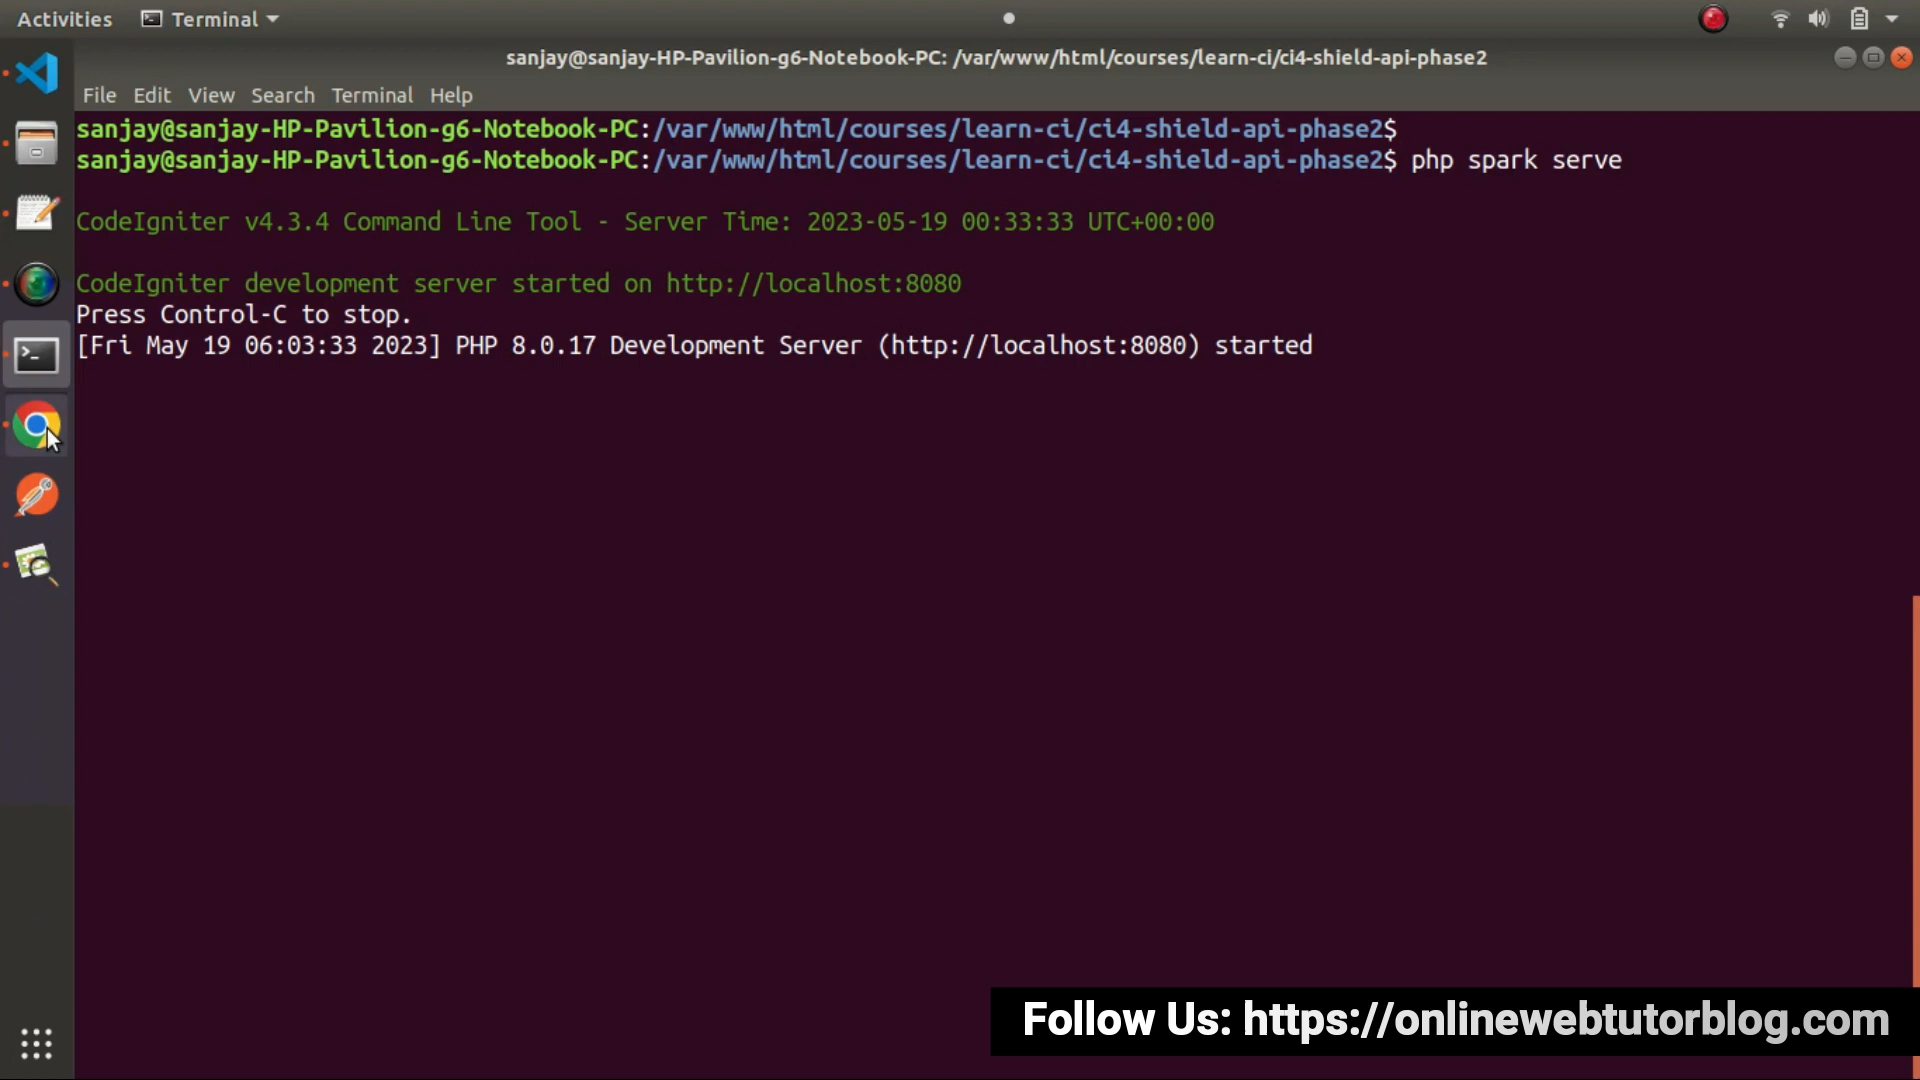 Activities Terminal
sanjay@sanjay-HP-Pavilion-g6-Notebook-PC: /var/www/html/courses/learn-ci/ci4-shield-api-phase2
File Edit View Search Terminal Help
sanjay@sanjay-HP-Pavilion-g6-Notebook-PC:/var/www/html/courses/learn-ci/ci4-shield-api-phase2$
sanjay@sanjay-HP-Pavilion-g6-Notebook-PC:/var/www/html/courses/learn-ci/ci4-shield-api-phase2$ php spark serve
CodeIgniter v4.3.4 Command Line Tool - Server Time: 2023-05-19 00:33:33 UTC+00:00
CodeIgniter development server started on http://localhost:8080
Press Control-C to stop.
[Fri May 19 06:03:33 2023] PHP 8.0.17 Development Server (http://localhost:8080) started
Follow Us: https://onlinewebtutorblog.com